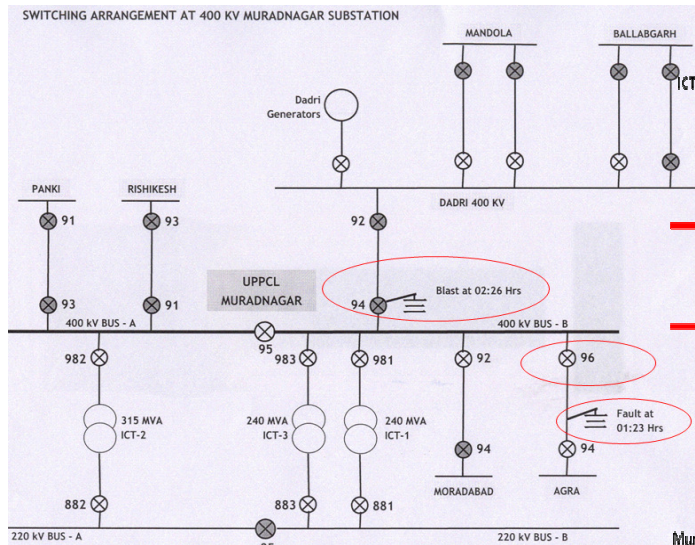 SWITCHING ARRANGEMENT AT 400 KV MURADNAGAR SUBSTATION
MANDOLA
BALLABGARH
ICT
Dadri
Generators
PANKI
RISHIKESH
DADRI 400 KV
91
93
92
UPPCL
MURADNAGAR
Blast at 02:26 Hrs
93
91
94
400 kV BUS - A
400 kV BUS - B
95
982
983
981
92
96
315 MVA
ICT-2
240 MVA
ICT-3
240 MVA
ICT-1
Fault at
01:23 Hrs
94
94
MORADABAD
AGRA
882
883
881
220 kV BUS - A
220 kV BUS - B